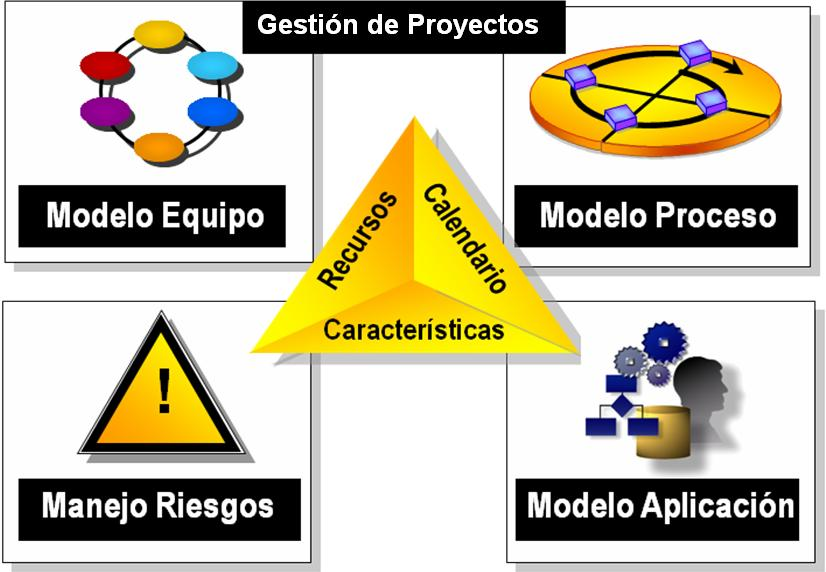 Gestión de Proyectos
Modelo Equipo
Modelo Proceso
Recursos
Calendario
Características
!
Manejo Riesgos
Modelo Aplicación